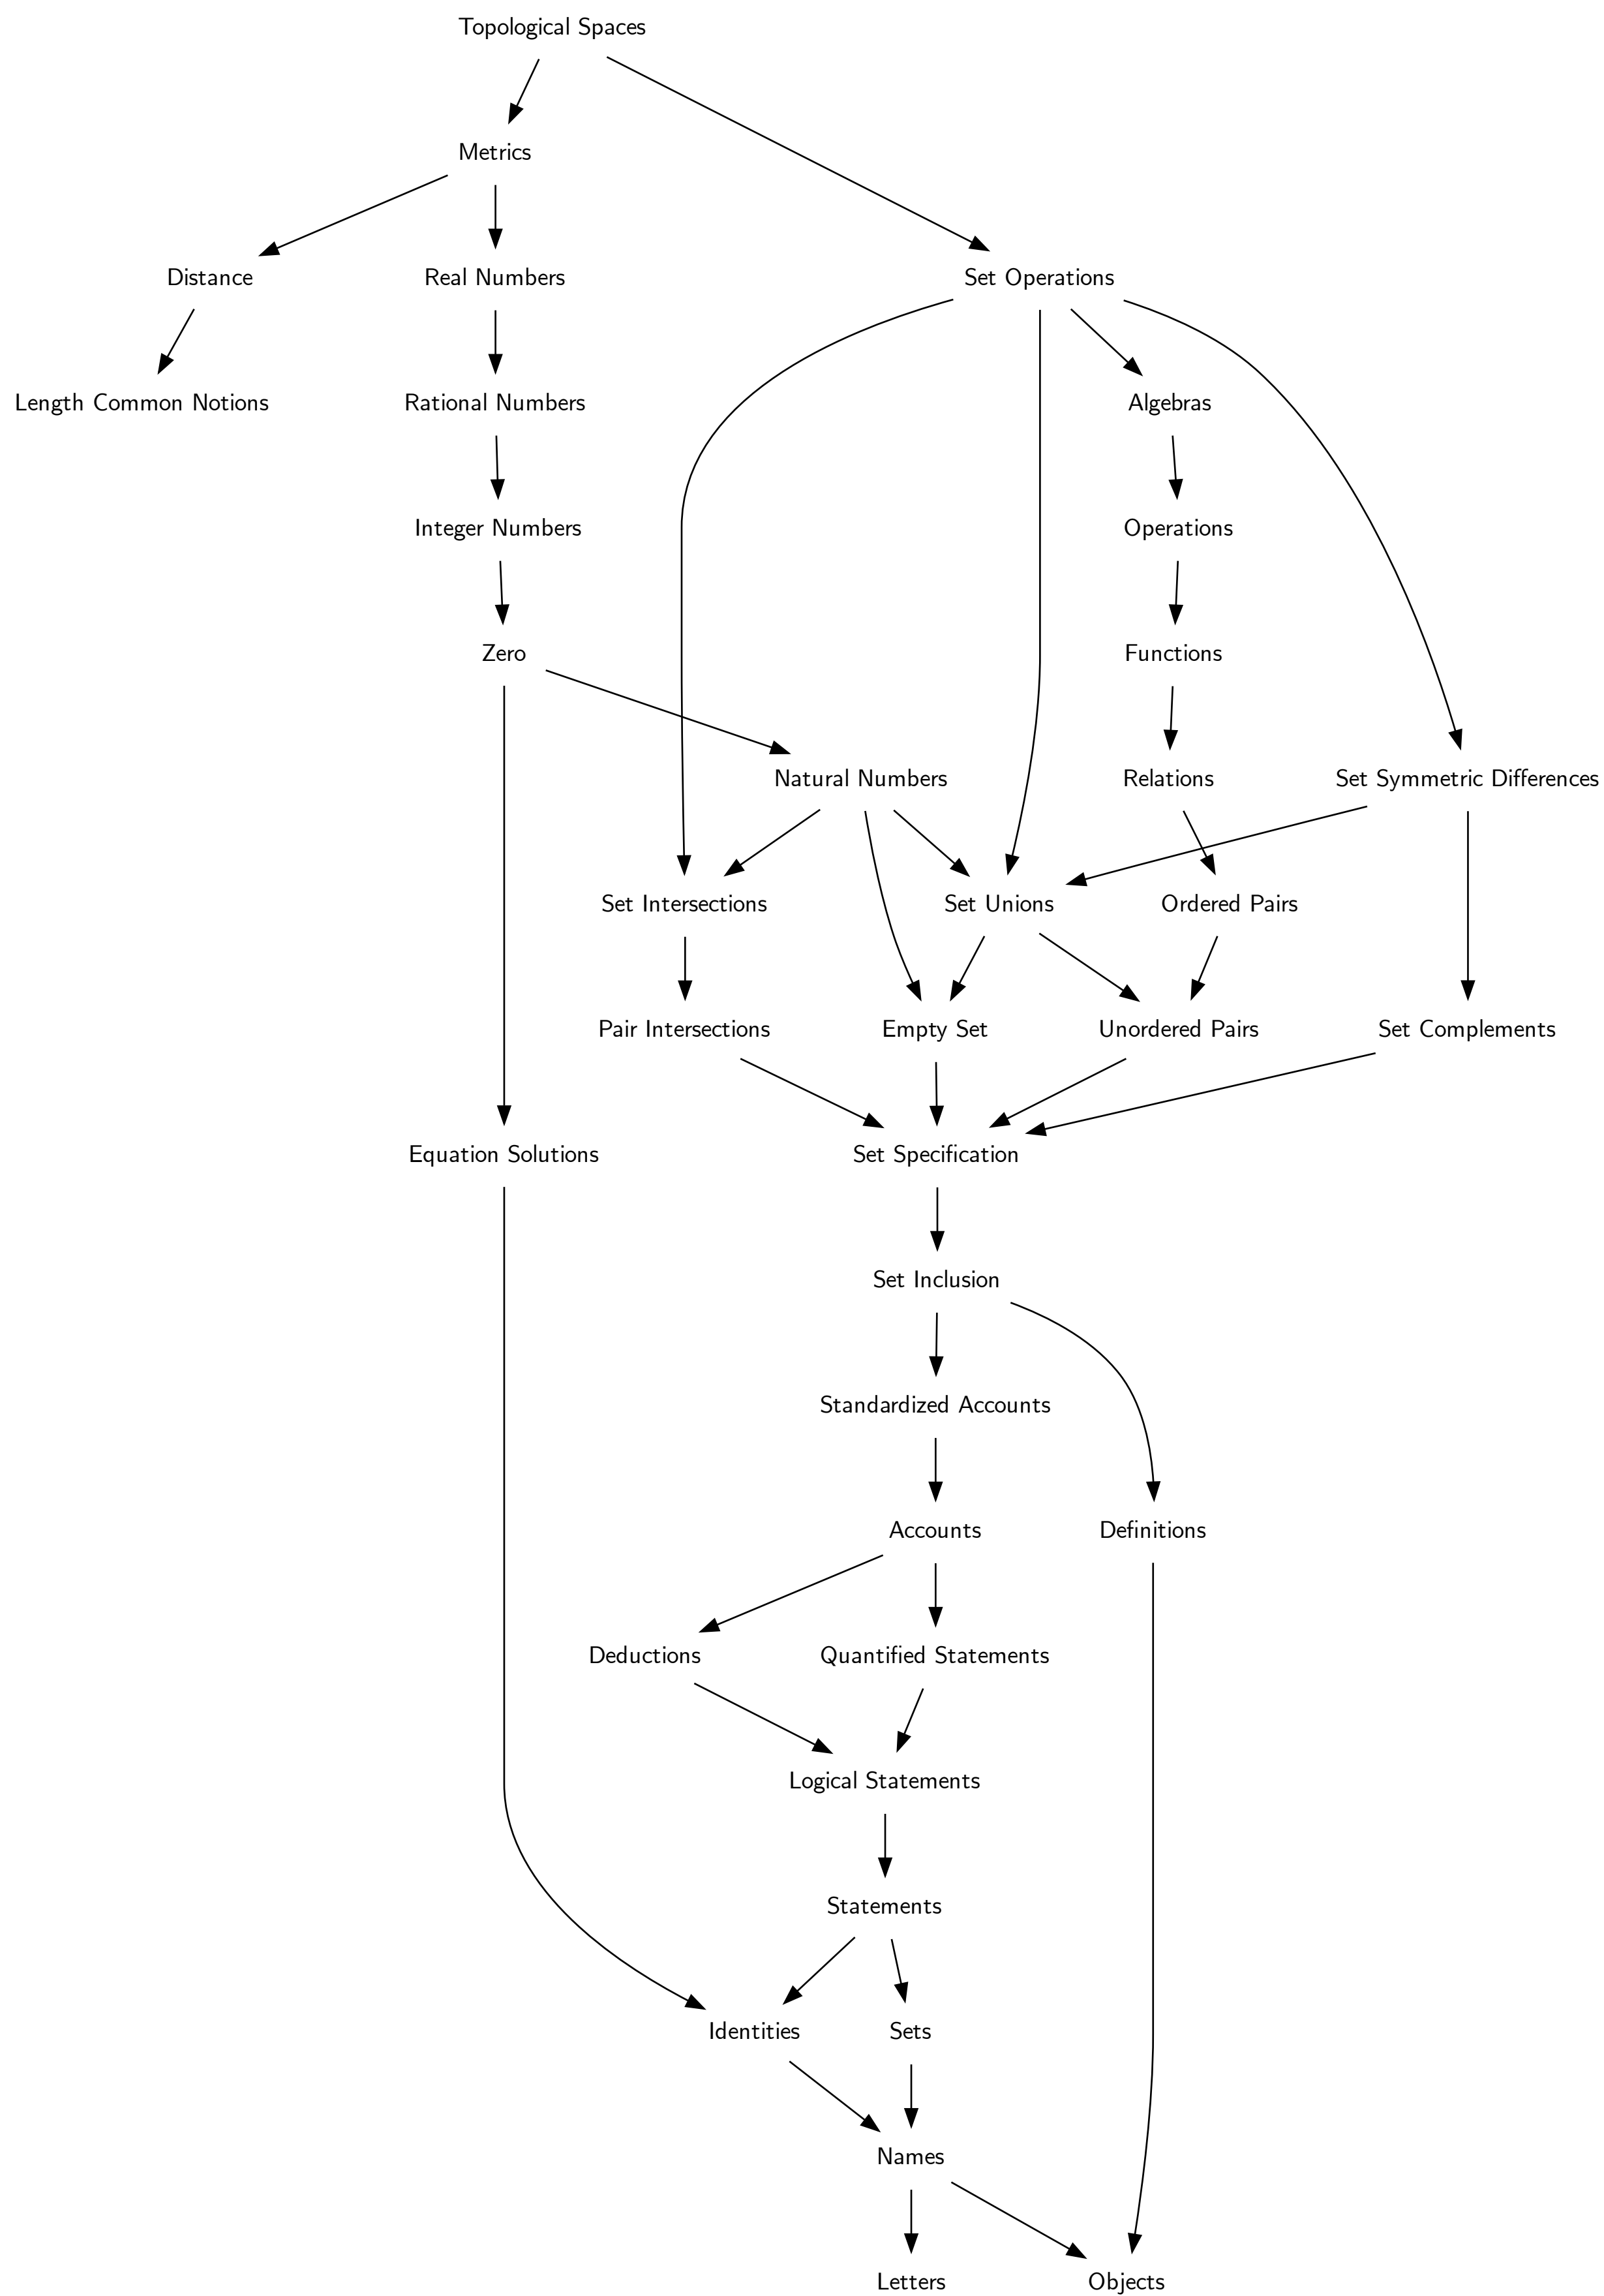 Topological Spaces
Metrics
Distance
Real Numbers
Set Operations
Length Common Notions
Rational Numbers
Algebras
Integer Numbers
Operations
Zero
Functions
Natural Numbers
Relations
Set Symmetric Differences
Set Intersections
Set Unions
Ordered Pairs
Pair Intersections
Empty Set
Unordered Pairs
Set Complements
Equation Solutions
Set Specification
Set Inclusion
Standardized Accounts
Accounts
Definitions
Deductions
Quantified Statements
Logical Statements
Statements
Identities
Sets
Names
Letters
Objects